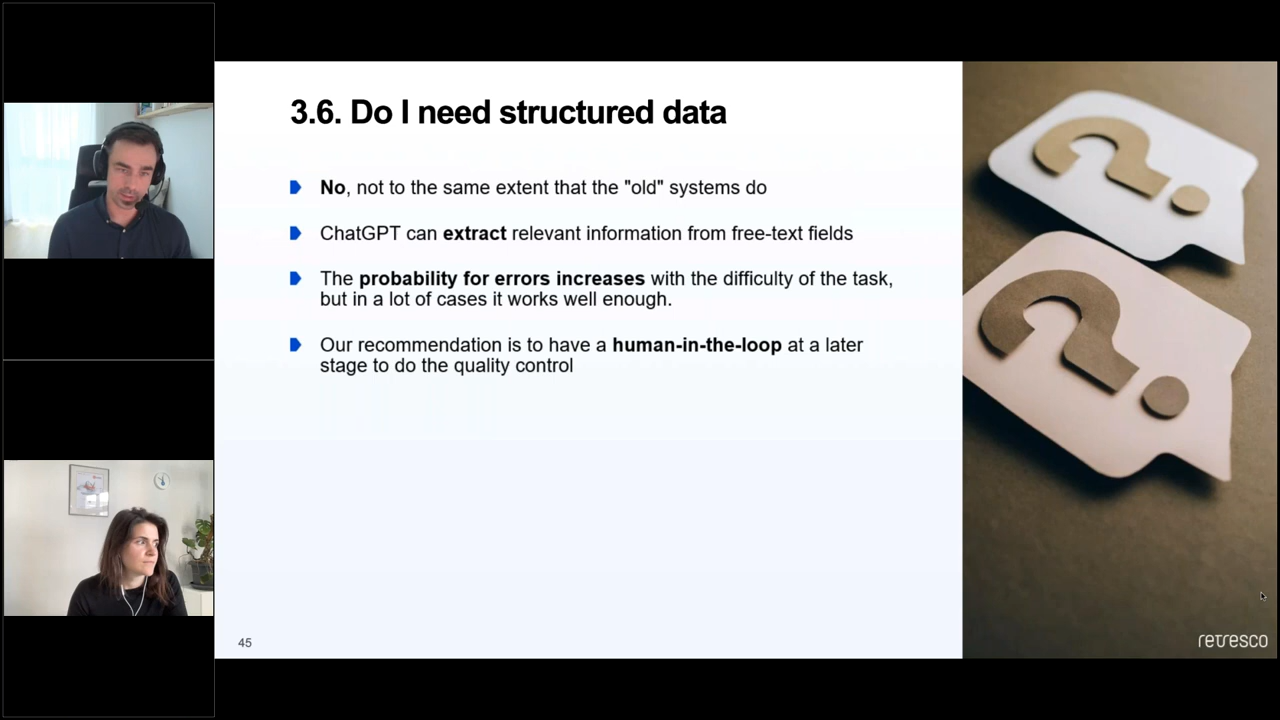 3.6. Do I need structured data
No, not to the same extent that the "old" systems do
ChatGPT can extract relevant information from free-text fields
The probability for errors increases with the difficulty of the task,
but in a lot of cases it works well enough.
Our recommendation is to have a human-in-the-loop at a later
stage to do the quality control
45
retresco